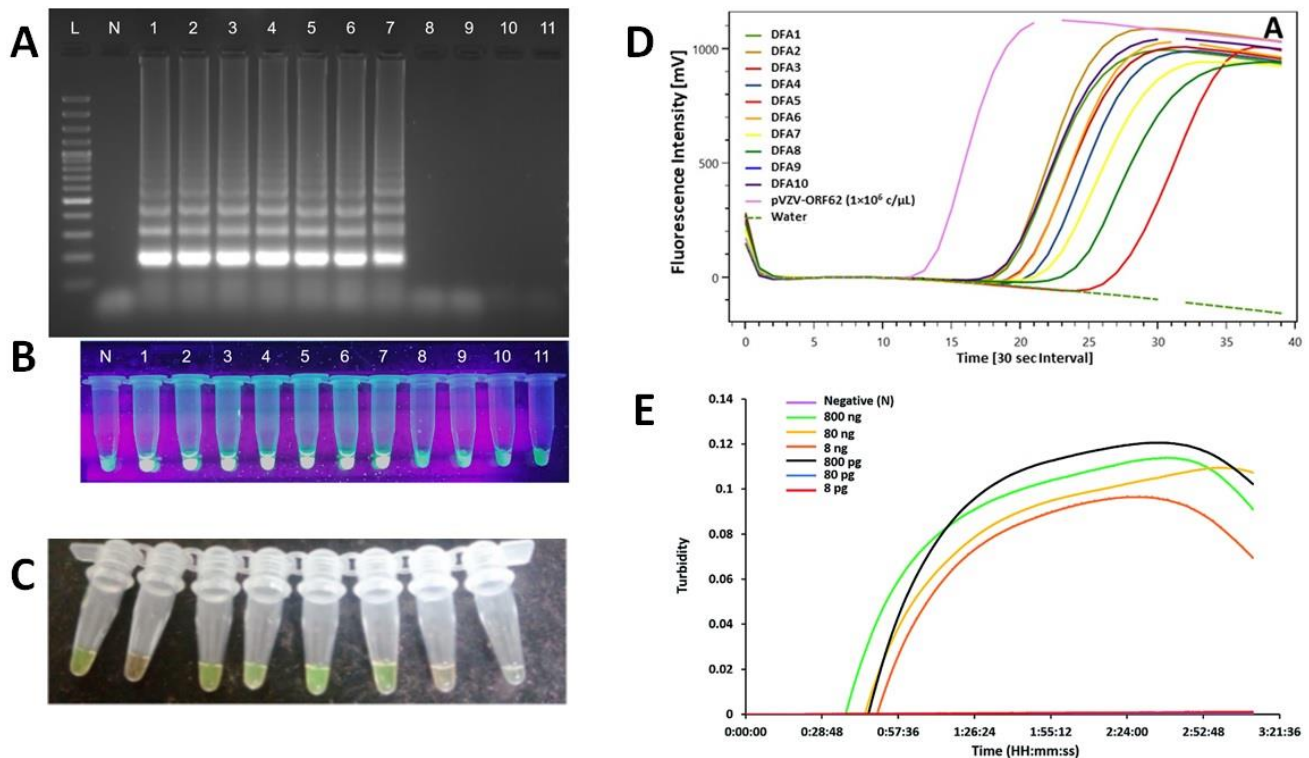 A
L N 1 2 3 4 5 6 7 8 9 10 11
B
N 1 2 3 4 5 6 7 8 9 10 11
C
D
A
Fluorescence Intensity [mV]
1000
500
0
DFA1
DFA2
DFA3
DFA4
DFA5
DFA6
DFA7
DFA8
DFA9
DFA10
pVZV-ORF62 (1×10⁶ c/µL)
Water
0 5 10 15 20 25 30 35 40
Time [30 sec Interval]
E
Turbidity
0.14
0.12
0.1
0.08
0.06
0.04
0.02
0
Negative (N)
800 ng
80 ng
8 ng
800 pg
80 pg
8 pg
0:00:00 0:28:48 0:57:36 1:26:24 1:55:12 2:24:00 2:52:48 3:21:36
Time (HH:mm:ss)